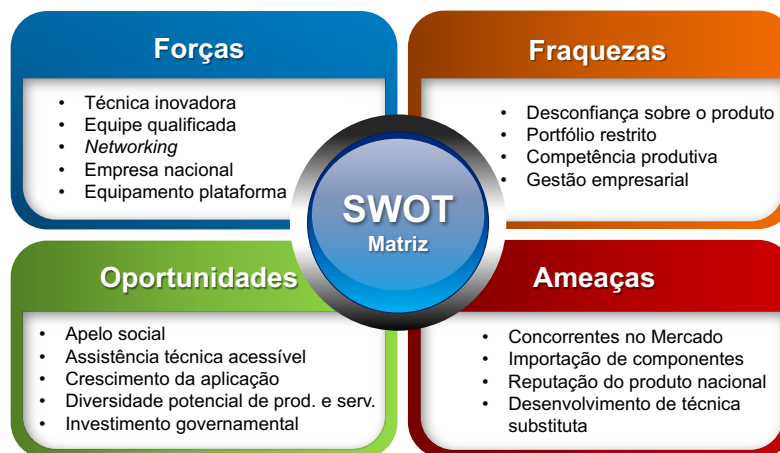 Forças
• Técnica inovadora
• Equipe qualificada
• Networking
• Empresa nacional
• Equipamento plataforma
Fraquezas
• Desconfiança sobre o produto
• Portfólio restrito
• Competência produtiva
• Gestão empresarial
SWOT
Matriz
Oportunidades
• Apelo social
• Assistência técnica acessível
• Crescimento da aplicação
• Diversidade potencial de prod. e serv.
• Investimento governamental
Ameaças
• Concorrentes no Mercado
• Importação de componentes
• Reputação do produto nacional
• Desenvolvimento de técnica
substituta